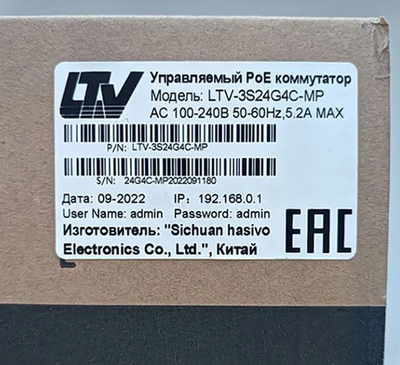 LTV
Управляемый PoE коммутатор
Модель: LTV-3S24G4C-MP
AC 100-240В 50-60Hz,5.2A MAX
P/N: LTV-3S24G4C-MP
S/N: 24G4C-MP2022091180
Дата: 09-2022 IP: 192.168.0.1
User Name: admin Password: admin
Изготовитель: "Sichuan hasivo
Electronics Co., Ltd.", Китай
EAC